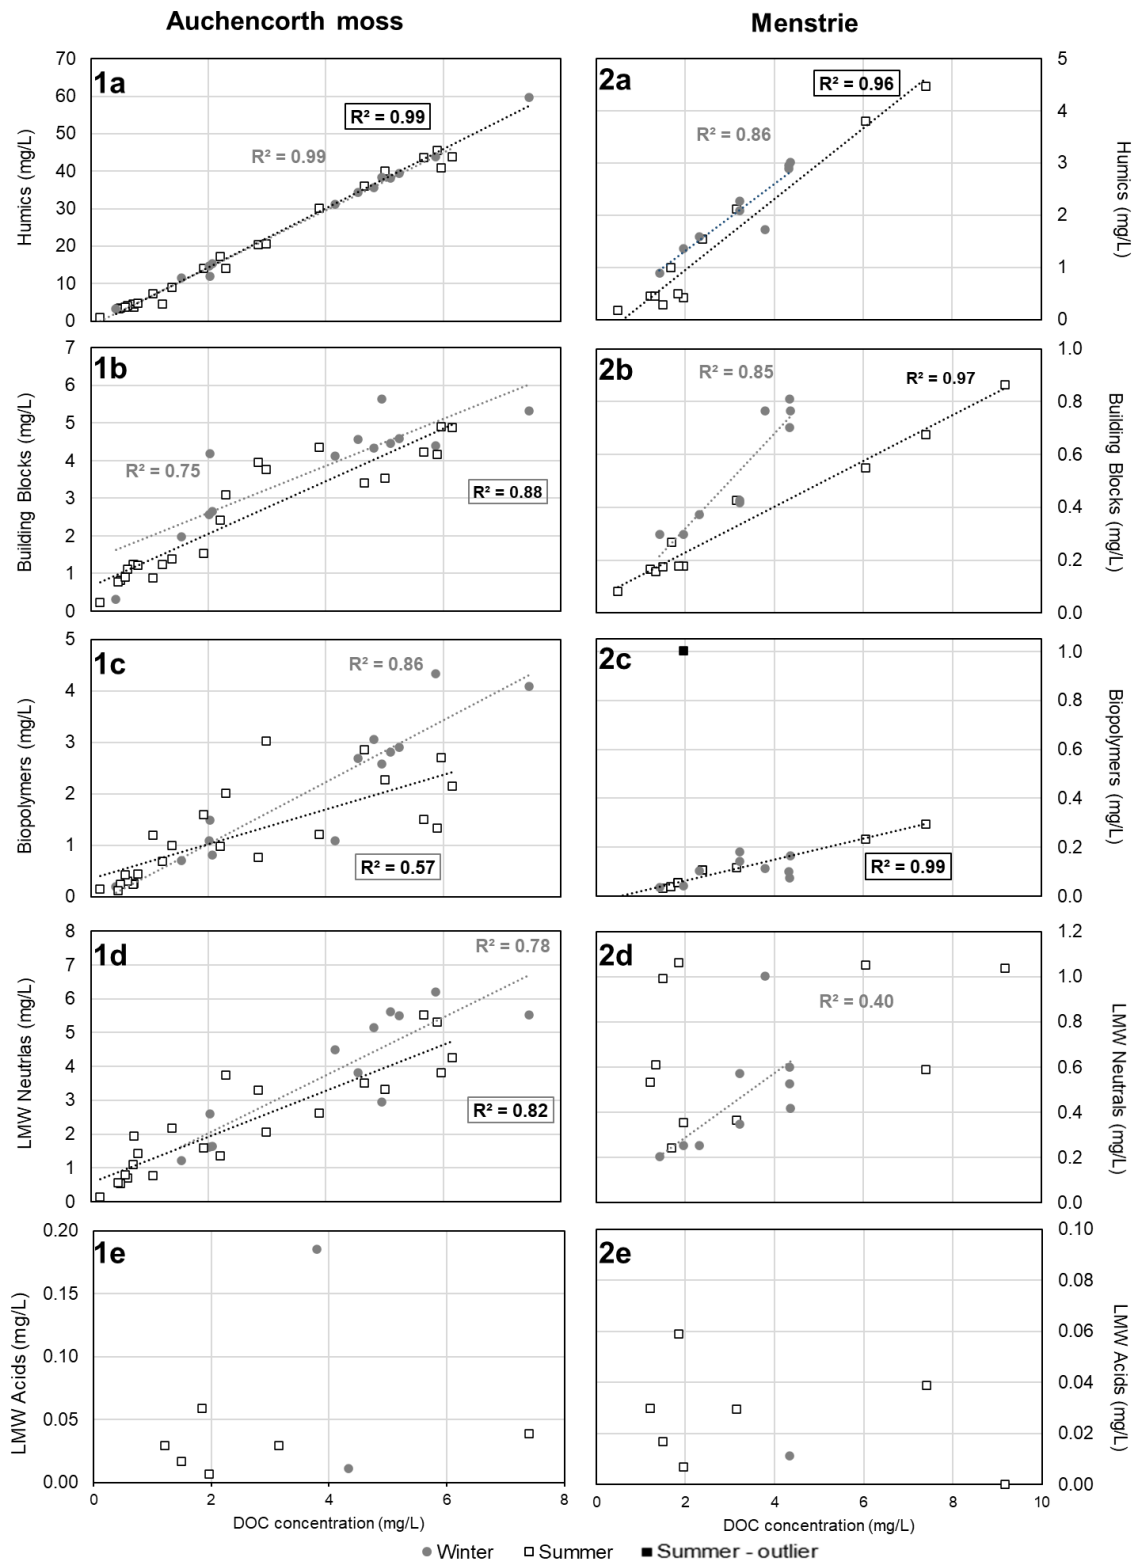 Auchencorth moss
Menstrie
1a
70
60
50
40
30
20
10
0
Humics (mg/L)
R² = 0.99
R² = 0.99
2a
5
4
3
2
1
0
Humics (mg/L)
R² = 0.96
R² = 0.86
1b
7
6
5
4
3
2
1
0
Building Blocks (mg/L)
R² = 0.75
R² = 0.88
2b
1.0
0.8
0.6
0.4
0.2
0.0
Building Blocks (mg/L)
R² = 0.85
R² = 0.97
1c
5
4
3
2
1
0
Biopolymers (mg/L)
R² = 0.86
R² = 0.57
2c
1.0
0.8
0.6
0.4
0.2
0.0
Biopolymers (mg/L)
R² = 0.99
1d
8
7
6
5
4
3
2
1
0
LMW Neutrlas (mg/L)
R² = 0.78
R² = 0.82
2d
1.2
1.0
0.8
0.6
0.4
0.2
0.0
LMW Neutrals (mg/L)
R² = 0.40
1e
0.20
0.15
0.10
0.05
0.00
LMW Acids (mg/L)
0 2 4 6 8
DOC concentration (mg/L)
2e
0.10
0.08
0.06
0.04
0.02
0.00
LMW Acids (mg/L)
0 2 4 6 8 10
DOC concentration (mg/L)
Winter Summer Summer - outlier